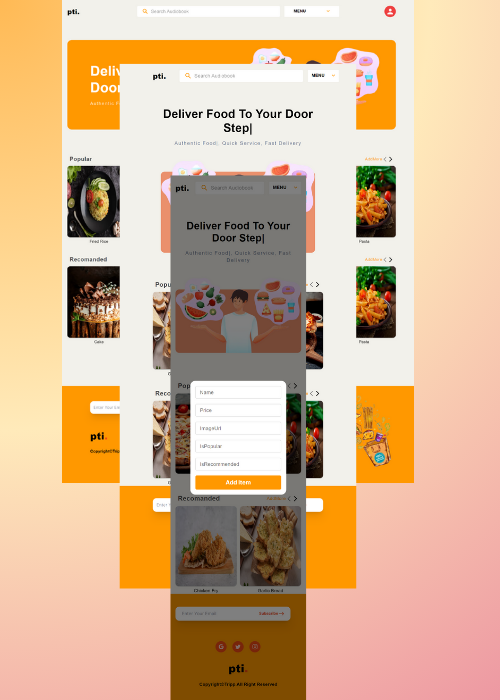 pti.
Search Audiobook
MENU
Deliv
Door
Authentic F
Popular
Fried Rice
Pasta
Recomanded
Cake
Pasta
Enter Your em
pti.
Copyright©Tripp
pti.
Search Audiobook
MENU
Deliver Food To Your Door
Step|
Authentic Food|, Quick Service, Fast Delivery
Popu
Reco
Enter
pti.
Search Audiobook
MENU
Deliver Food To Your
Door Step|
Authentic Food|, Quick Service, Fast
Delivery
Pop
Name
Price
ImageUrl
IsPopular
IsRecommended
Add Item
Recomanded
Chicken Fry
Garlic Bread
Enter Your Email
Subscribe
pti.
Copyright©Tripp All Right Reserved